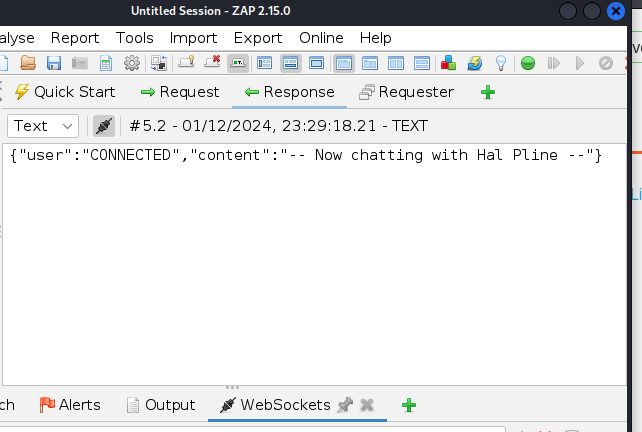 Untitled Session - ZAP 2.15.0
alyse Report Tools Import Export Online Help
Quick Start Request Response Requester
Text #5.2 - 01/12/2024, 23:29:18.21 - TEXT
{"user":"CONNECTED","content":"-- Now chatting with Hal Pline --"}
Li
ch Alerts Output WebSockets